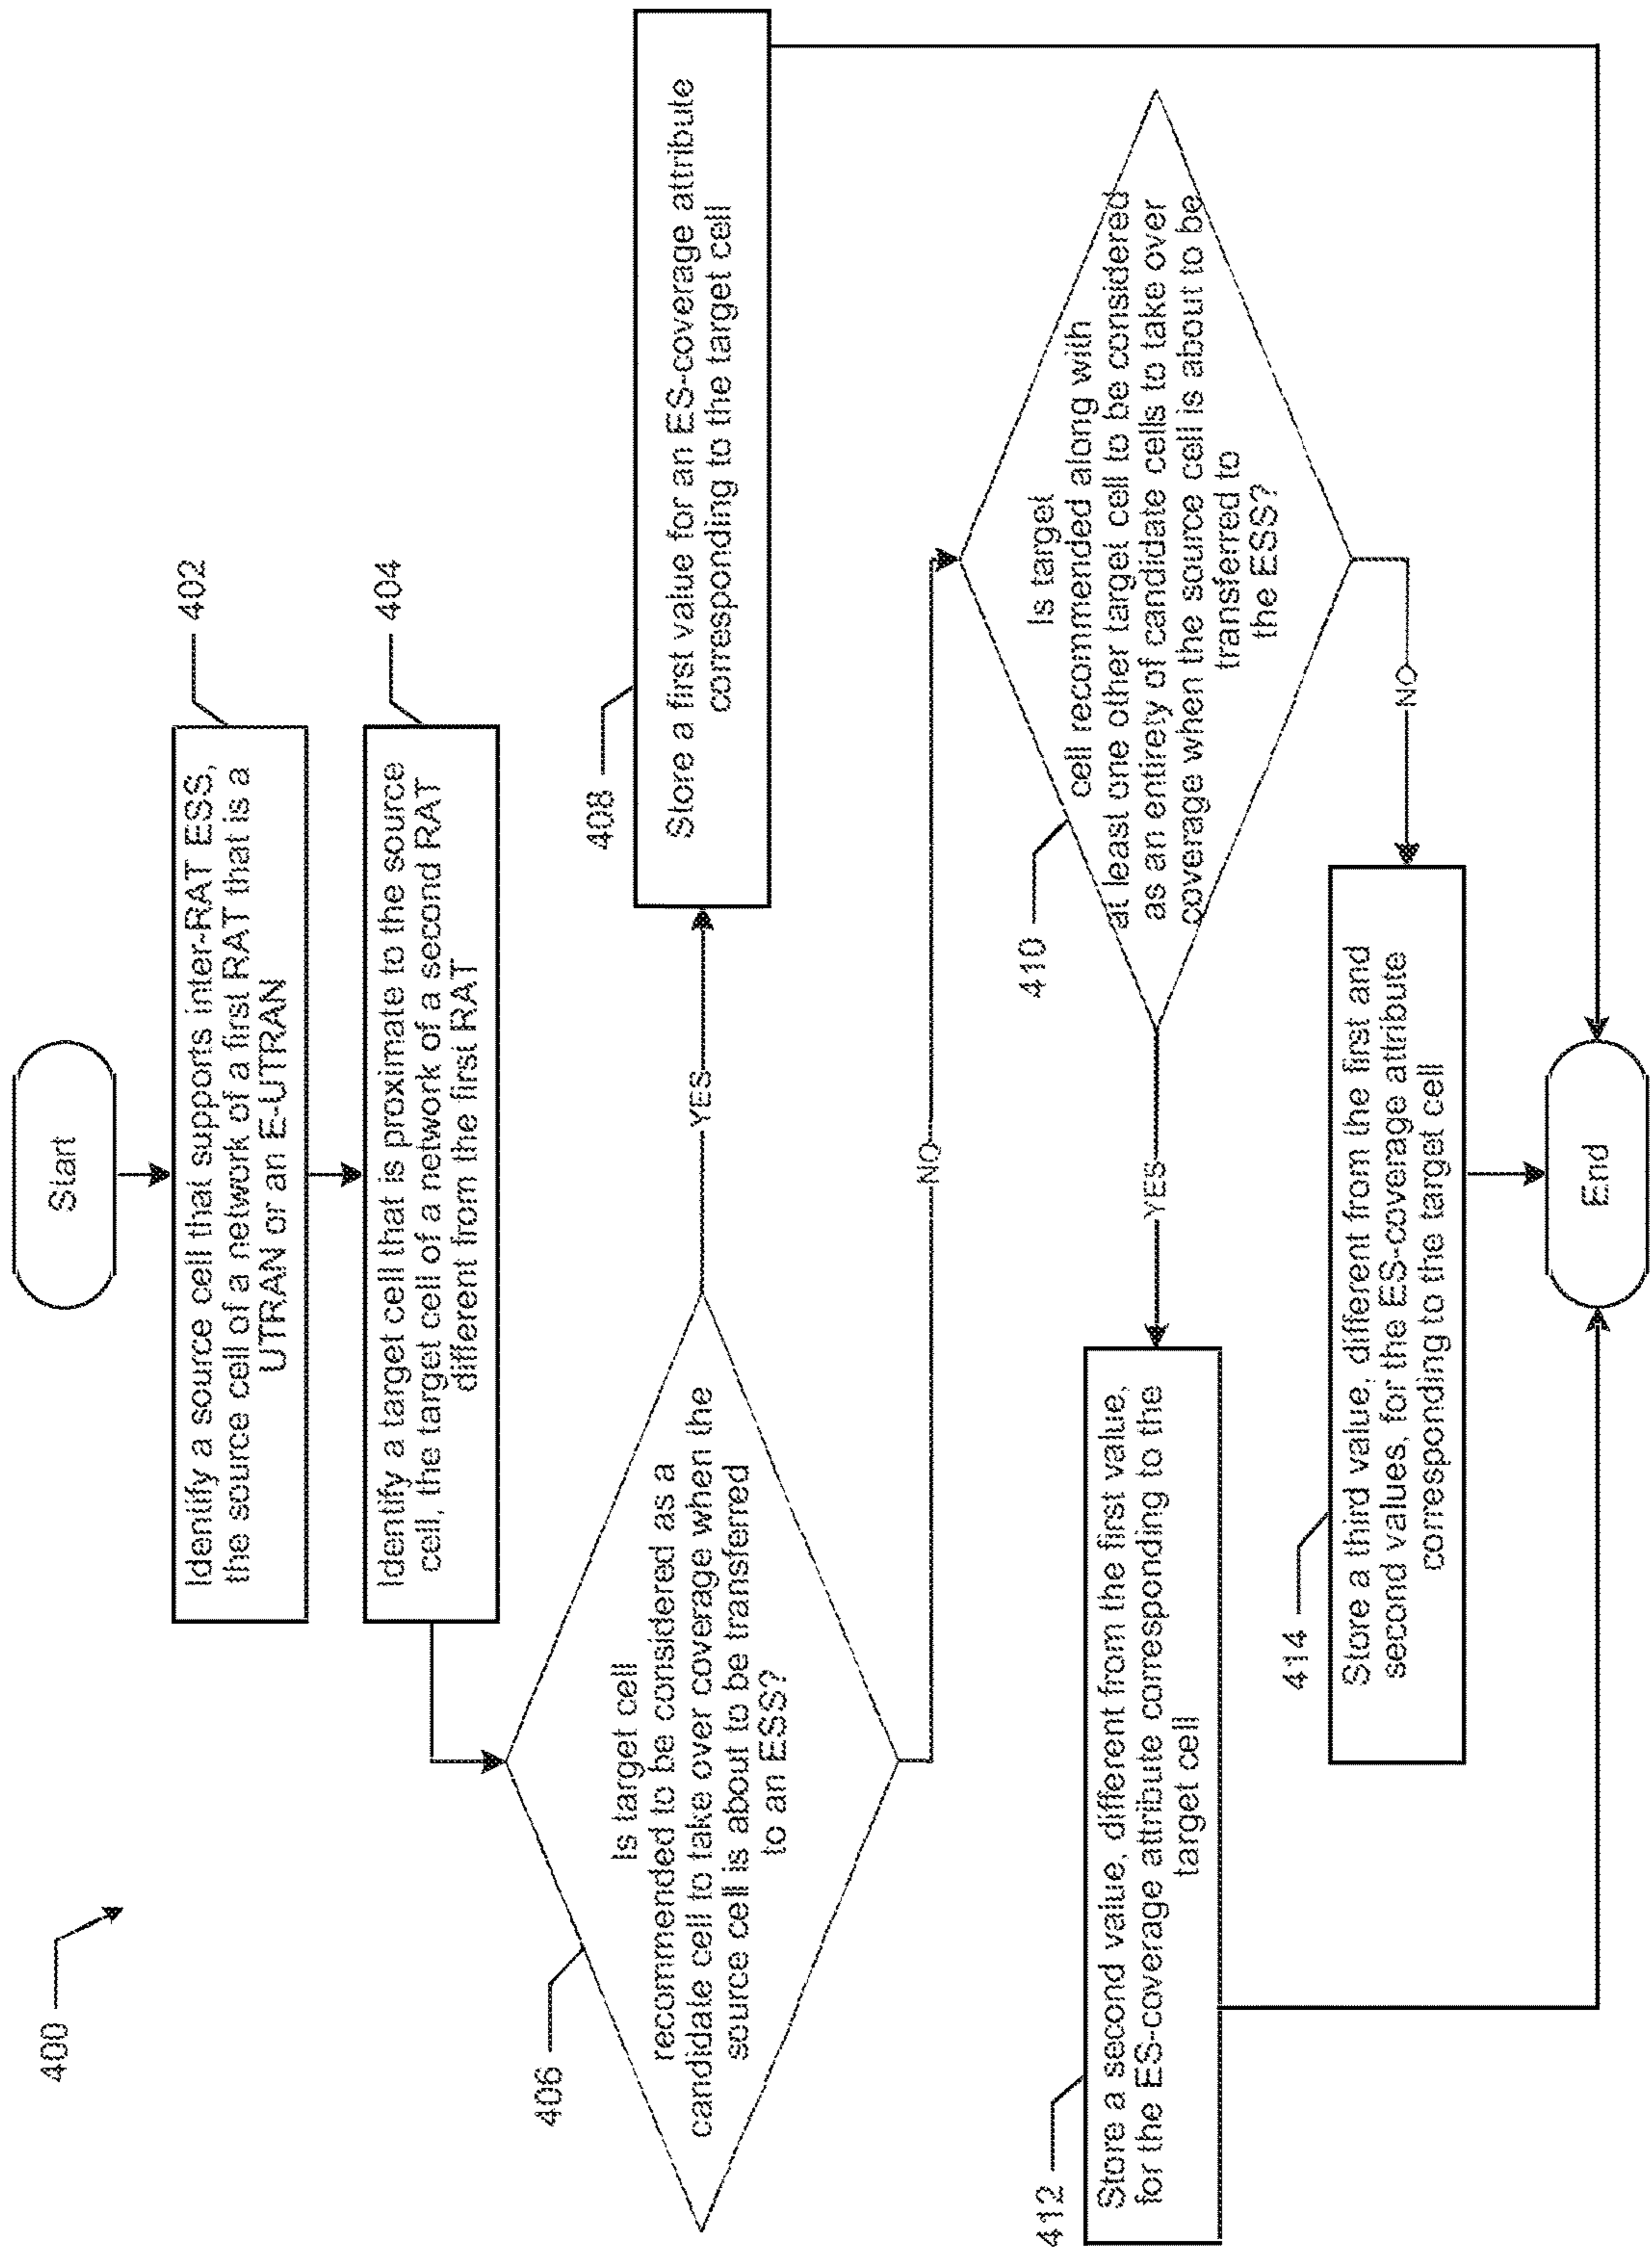 400
Start
402
Identify a source cell that supports inter-RAT ESS,
the source cell of a network of a first RAT that is a
UTRAN or an E-UTRAN
404
Identify a target cell that is proximate to the source
cell, the target cell of a network of a second RAT
different from the first RAT
406
Is target cell
recommended to be considered as a
candidate cell to take over coverage when the
source cell is about to be transferred
to an ESS?
YES
408
Store a first value for an ES-coverage attribute
corresponding to the target cell
NO
410
Is target
cell recommended along with
at least one other target cell to be considered
as an entirety of candidate cells to take over
coverage when the source cell is about to be
transferred to
the ESS?
YES
412
Store a second value, different from the first value,
for the ES-coverage attribute corresponding to the
target cell
NO
414
Store a third value, different from the first and
second values, for the ES-coverage attribute
corresponding to the target cell
End